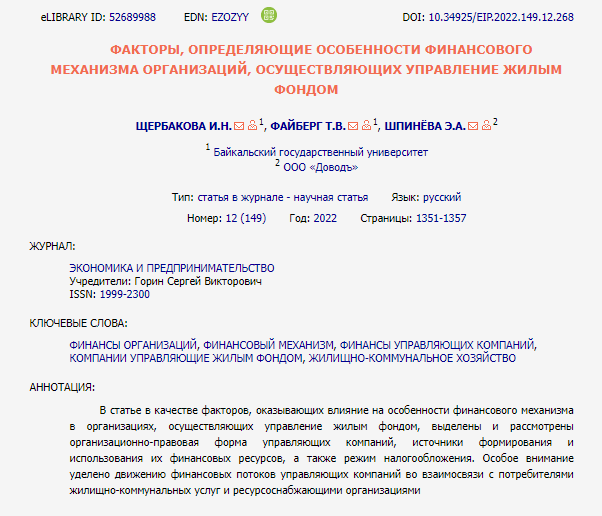 eLIBRARY ID: 52689988 EDN: EZOZYY DOI: 10.34925/EIP.2022.149.12.268
ФАКТОРЫ, ОПРЕДЕЛЯЮЩИЕ ОСОБЕННОСТИ ФИНАНСОВОГО
МЕХАНИЗМА ОРГАНИЗАЦИЙ, ОСУЩЕСТВЛЯЮЩИХ УПРАВЛЕНИЕ ЖИЛЫМ
ФОНДОМ
ЩЕРБАКОВА И.Н. 1, ФАЙБЕРГ Т.В. 1, ШПИНЁВА Э.А. 2
1 Байкальский государственный университет
2 ООО «Доводъ»
Тип: статья в журнале - научная статья Язык: русский
Номер: 12 (149) Год: 2022 Страницы: 1351-1357
ЖУРНАЛ:
ЭКОНОМИКА И ПРЕДПРИНИМАТЕЛЬСТВО
Учредители: Горин Сергей Викторович
ISSN: 1999-2300
КЛЮЧЕВЫЕ СЛОВА:
ФИНАНСЫ ОРГАНИЗАЦИЙ, ФИНАНСОВЫЙ МЕХАНИЗМ, ФИНАНСЫ УПРАВЛЯЮЩИХ КОМПАНИЙ,
КОМПАНИИ УПРАВЛЯЮЩИЕ ЖИЛЫМ ФОНДОМ, ЖИЛИЩНО-КОММУНАЛЬНОЕ ХОЗЯЙСТВО
АННОТАЦИЯ:
В статье в качестве факторов, оказывающих влияние на особенности финансового механизма
в организациях, осуществляющих управление жилым фондом, выделены и рассмотрены
организационно-правовая форма управляющих компаний, источники формирования и
использования их финансовых ресурсов, а также режим налогообложения. Особое внимание
уделено движению финансовых потоков управляющих компаний во взаимосвязи с потребителями
жилищно-коммунальных услуг и ресурсоснабжающими организациями